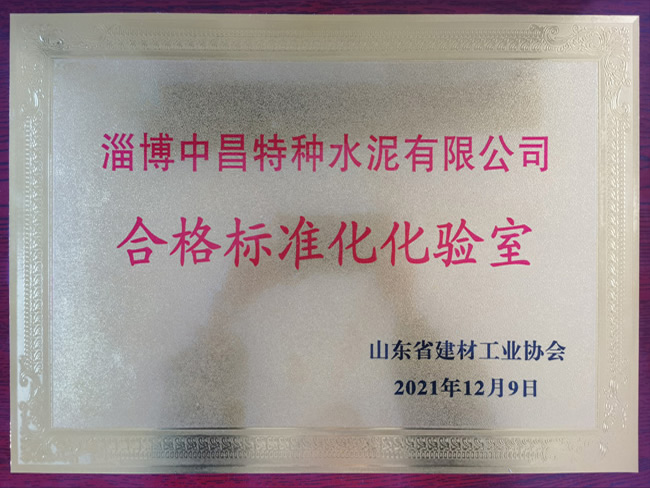 淄博中昌特种水泥有限公司
合格标准化化验室
山东省建材工业协会
2021年12月9日